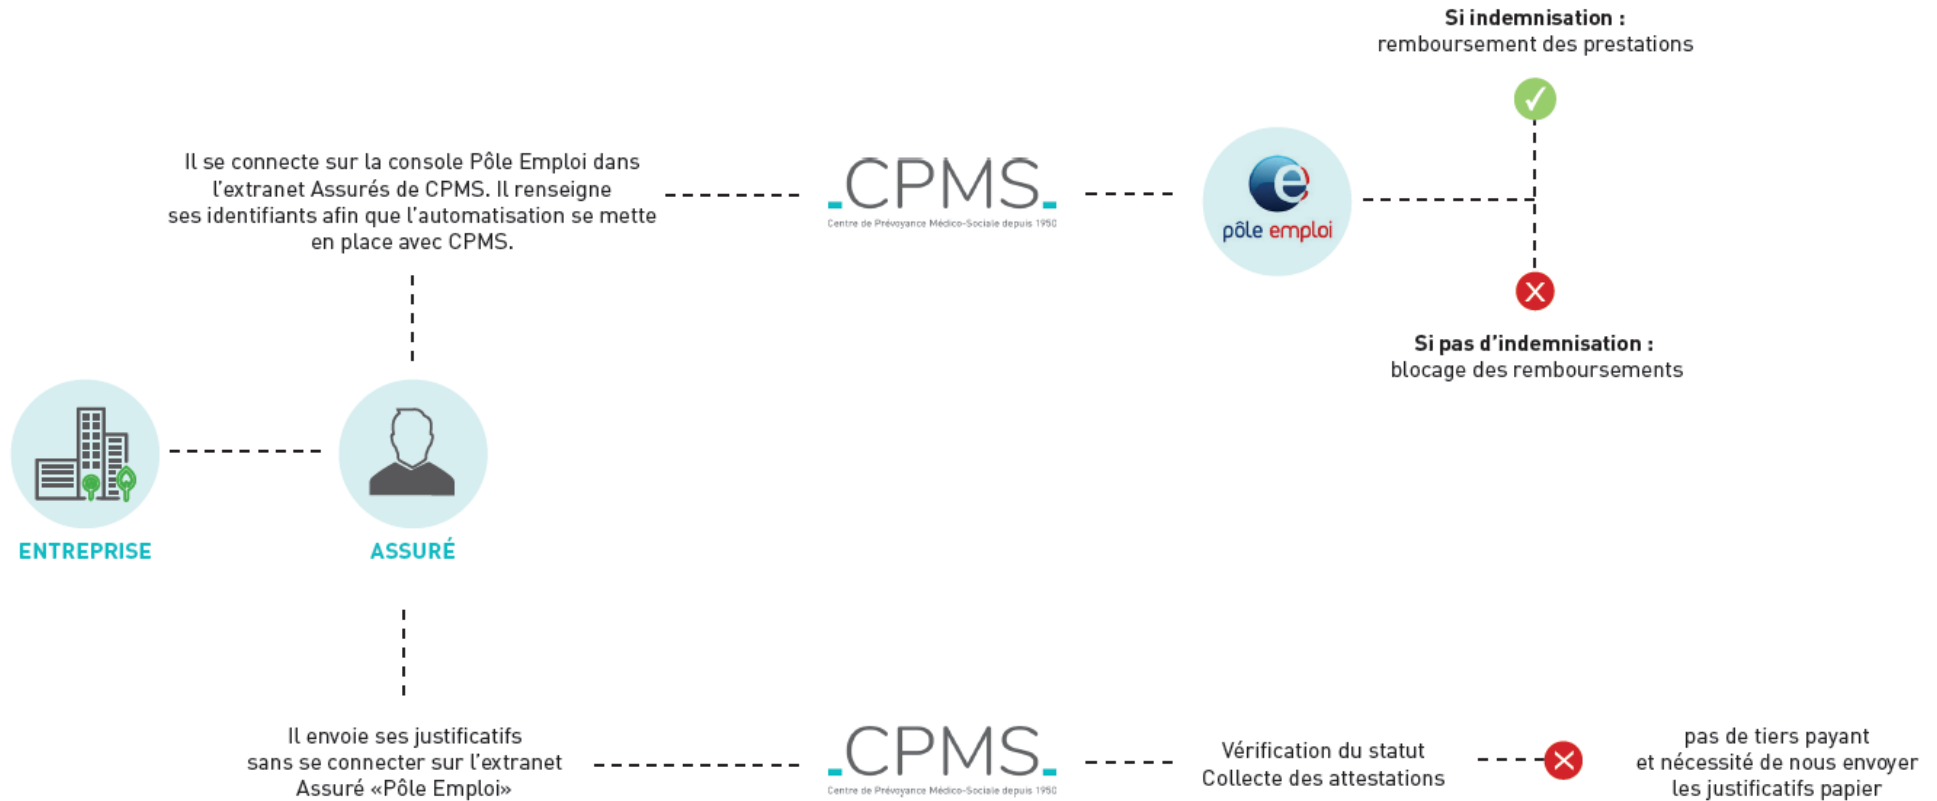 Si indemnisation :
remboursement des prestations
Il se connecte sur la console Pôle Emploi dans
l'extranet Assurés de CPMS. Il renseigne
ses identifiants afin que l'automatisation se mette
en place avec CPMS.
CPMS
Centre de Prévoyance Médico-Sociale depuis 1950
pôle emploi
Si pas d'indemnisation :
blocage des remboursements
ENTREPRISE
ASSURÉ
Il envoie ses justificatifs
sans se connecter sur l'extranet
Assuré «Pôle Emploi»
CPMS
Centre de Prévoyance Médico-Sociale depuis 1950
Vérification du statut
Collecte des attestations
pas de tiers payant
et nécessité de nous envoyer
les justificatifs papier